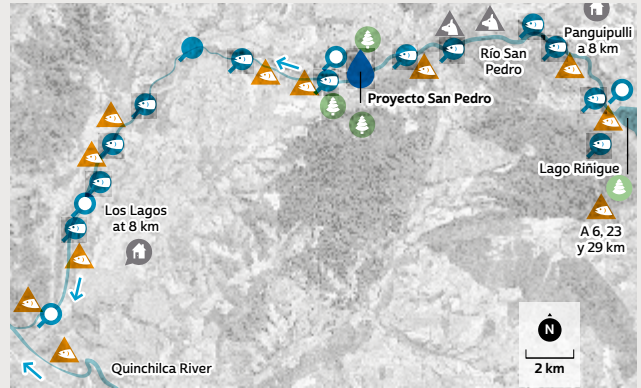 Panguipulli
a 8 km
Río San
Pedro
Proyecto San Pedro
Lago Riñigue
Los Lagos
at 8 km
A 6, 23
y 29 km
N
2 km
Quinchilca River